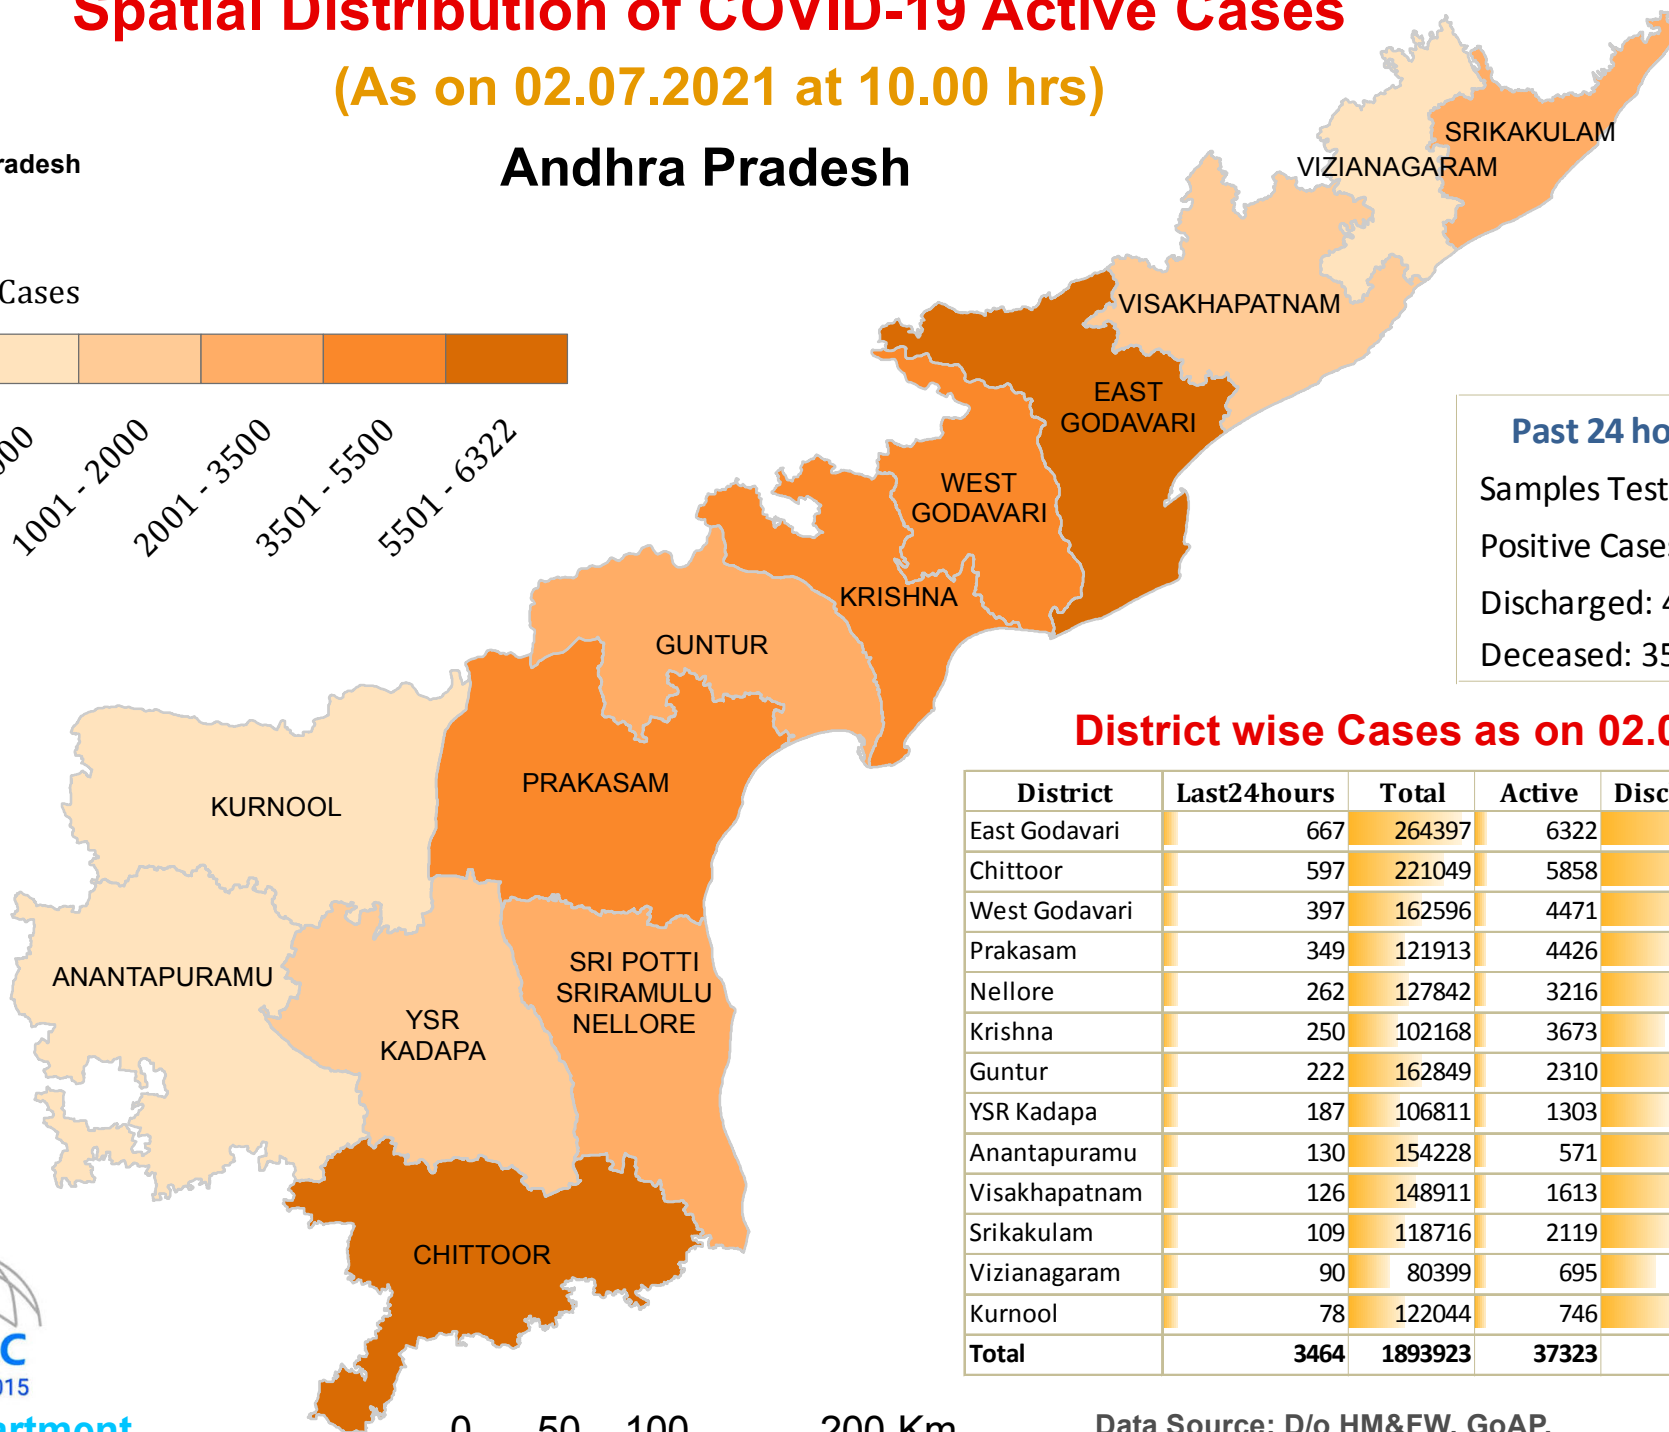 Spatial Distribution of COVID-19 Active Cases
(As on 02.07.2021 at 10.00 hrs)
Andhra Pradesh
radesh
Cases
1001 - 2000
2001 - 3500
3501 - 5500
5501 - 6322
SRIKAKULAM
VIZIANAGARAM
VISAKHAPATNAM
EAST
GODAVARI
WEST
GODAVARI
KRISHNA
GUNTUR
PRAKASAM
KURNOOL
ANANTAPURAMU
YSR
KADAPA
SRI POTTI
SRIRAMULU
NELLORE
CHITTOOR
Past 24 ho
Samples Test
Positive Cases
Discharged: 4
Deceased: 35
District wise Cases as on 02.0
District Last24hours Total Active Disc
East Godavari 667 264397 6322
Chittoor 597 221049 5858
West Godavari 397 162596 4471
Prakasam 349 121913 4426
Nellore 262 127842 3216
Krishna 250 102168 3673
Guntur 222 162849 2310
YSR Kadapa 187 106811 1303
Anantapuramu 130 154228 571
Visakhapatnam 126 148911 1613
Srikakulam 109 118716 2119
Vizianagaram 90 80399 695
Kurnool 78 122044 746
Total 3464 1893923 37323
C
015
artment
0 50 100 200 Km
Data Source: D/o HM&FW, GoAP.